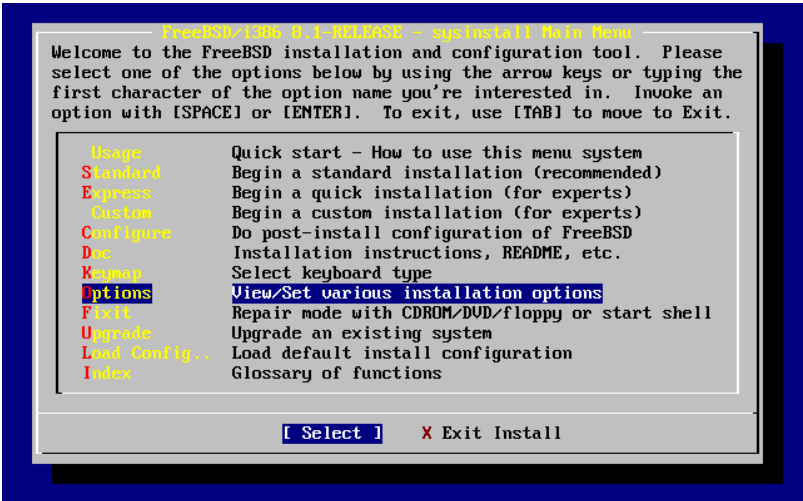 FreeBSD/i386 8.1-RELEASE - sysinstall Main Menu
Welcome to the FreeBSD installation and configuration tool.  Please
select one of the options below by using the arrow keys or typing the
first character of the option name you're interested in.  Invoke an
option with [SPACE] or [ENTER].  To exit, use [TAB] to move to Exit.
Usage Quick start - How to use this menu system
Standard Begin a standard installation (recommended)
Express Begin a quick installation (for experts)
Custom Begin a custom installation (for experts)
Configure Do post-install configuration of FreeBSD
Doc Installation instructions, README, etc.
Keymap Select keyboard type
Options View/Set various installation options
Fixit Repair mode with CDROM/DVD/floppy or start shell
Upgrade Upgrade an existing system
Load Config.. Load default install configuration
Index Glossary of functions
[ Select ] X Exit Install